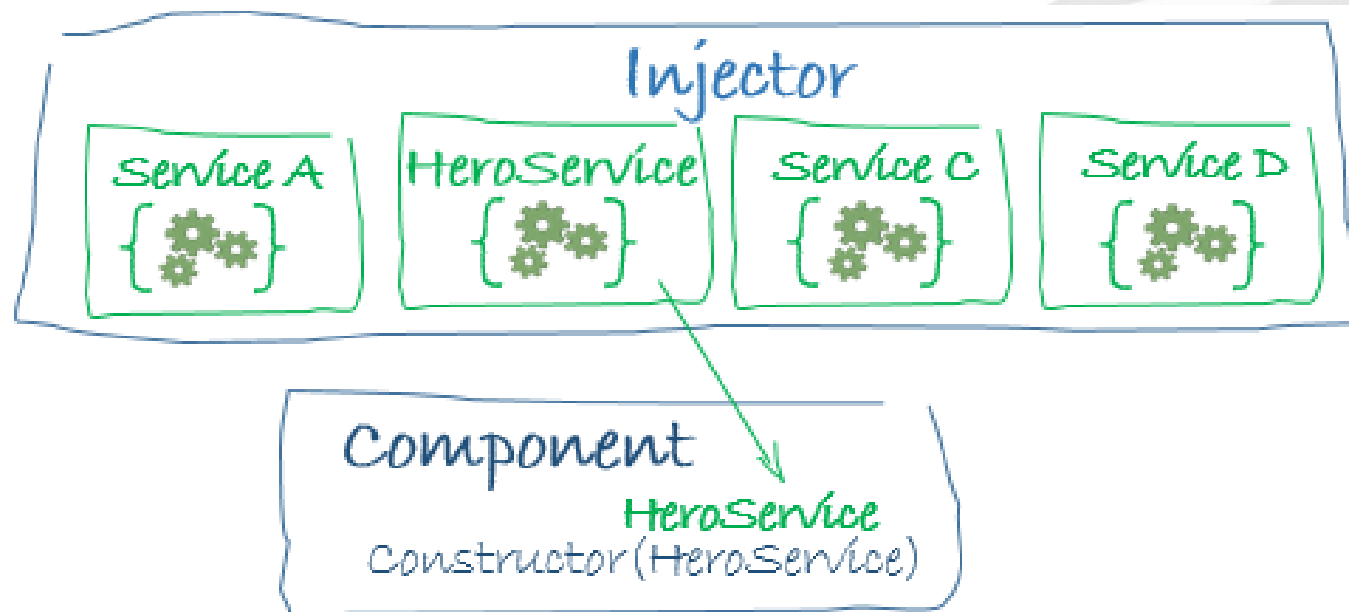 Injector
Service A
HeroService
Service C
Service D
Component
HeroService
Constructor(HeroService)